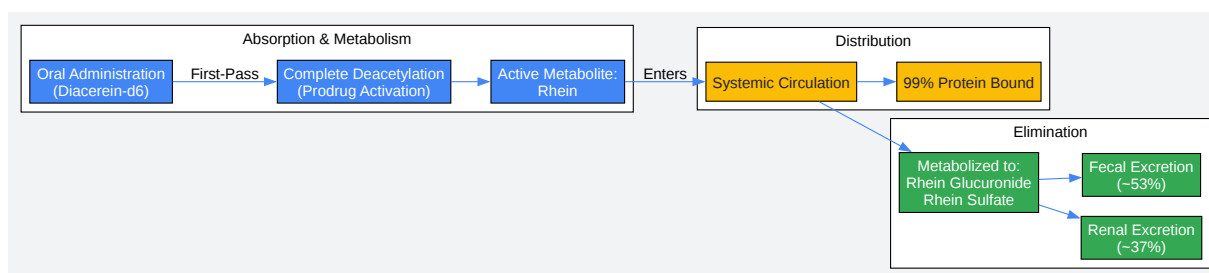 Absorption & Metabolism
Oral Administration
(Diacerein-d6)
First-Pass
Complete Deacetylation
(Prodrug Activation)
Active Metabolite:
Rhein
Enters
Distribution
Systemic Circulation
99% Protein Bound
Elimination
Metabolized to:
Rhein Glucuronide
Rhein Sulfate
Fecal Excretion
(~53%)
Renal Excretion
(~37%)